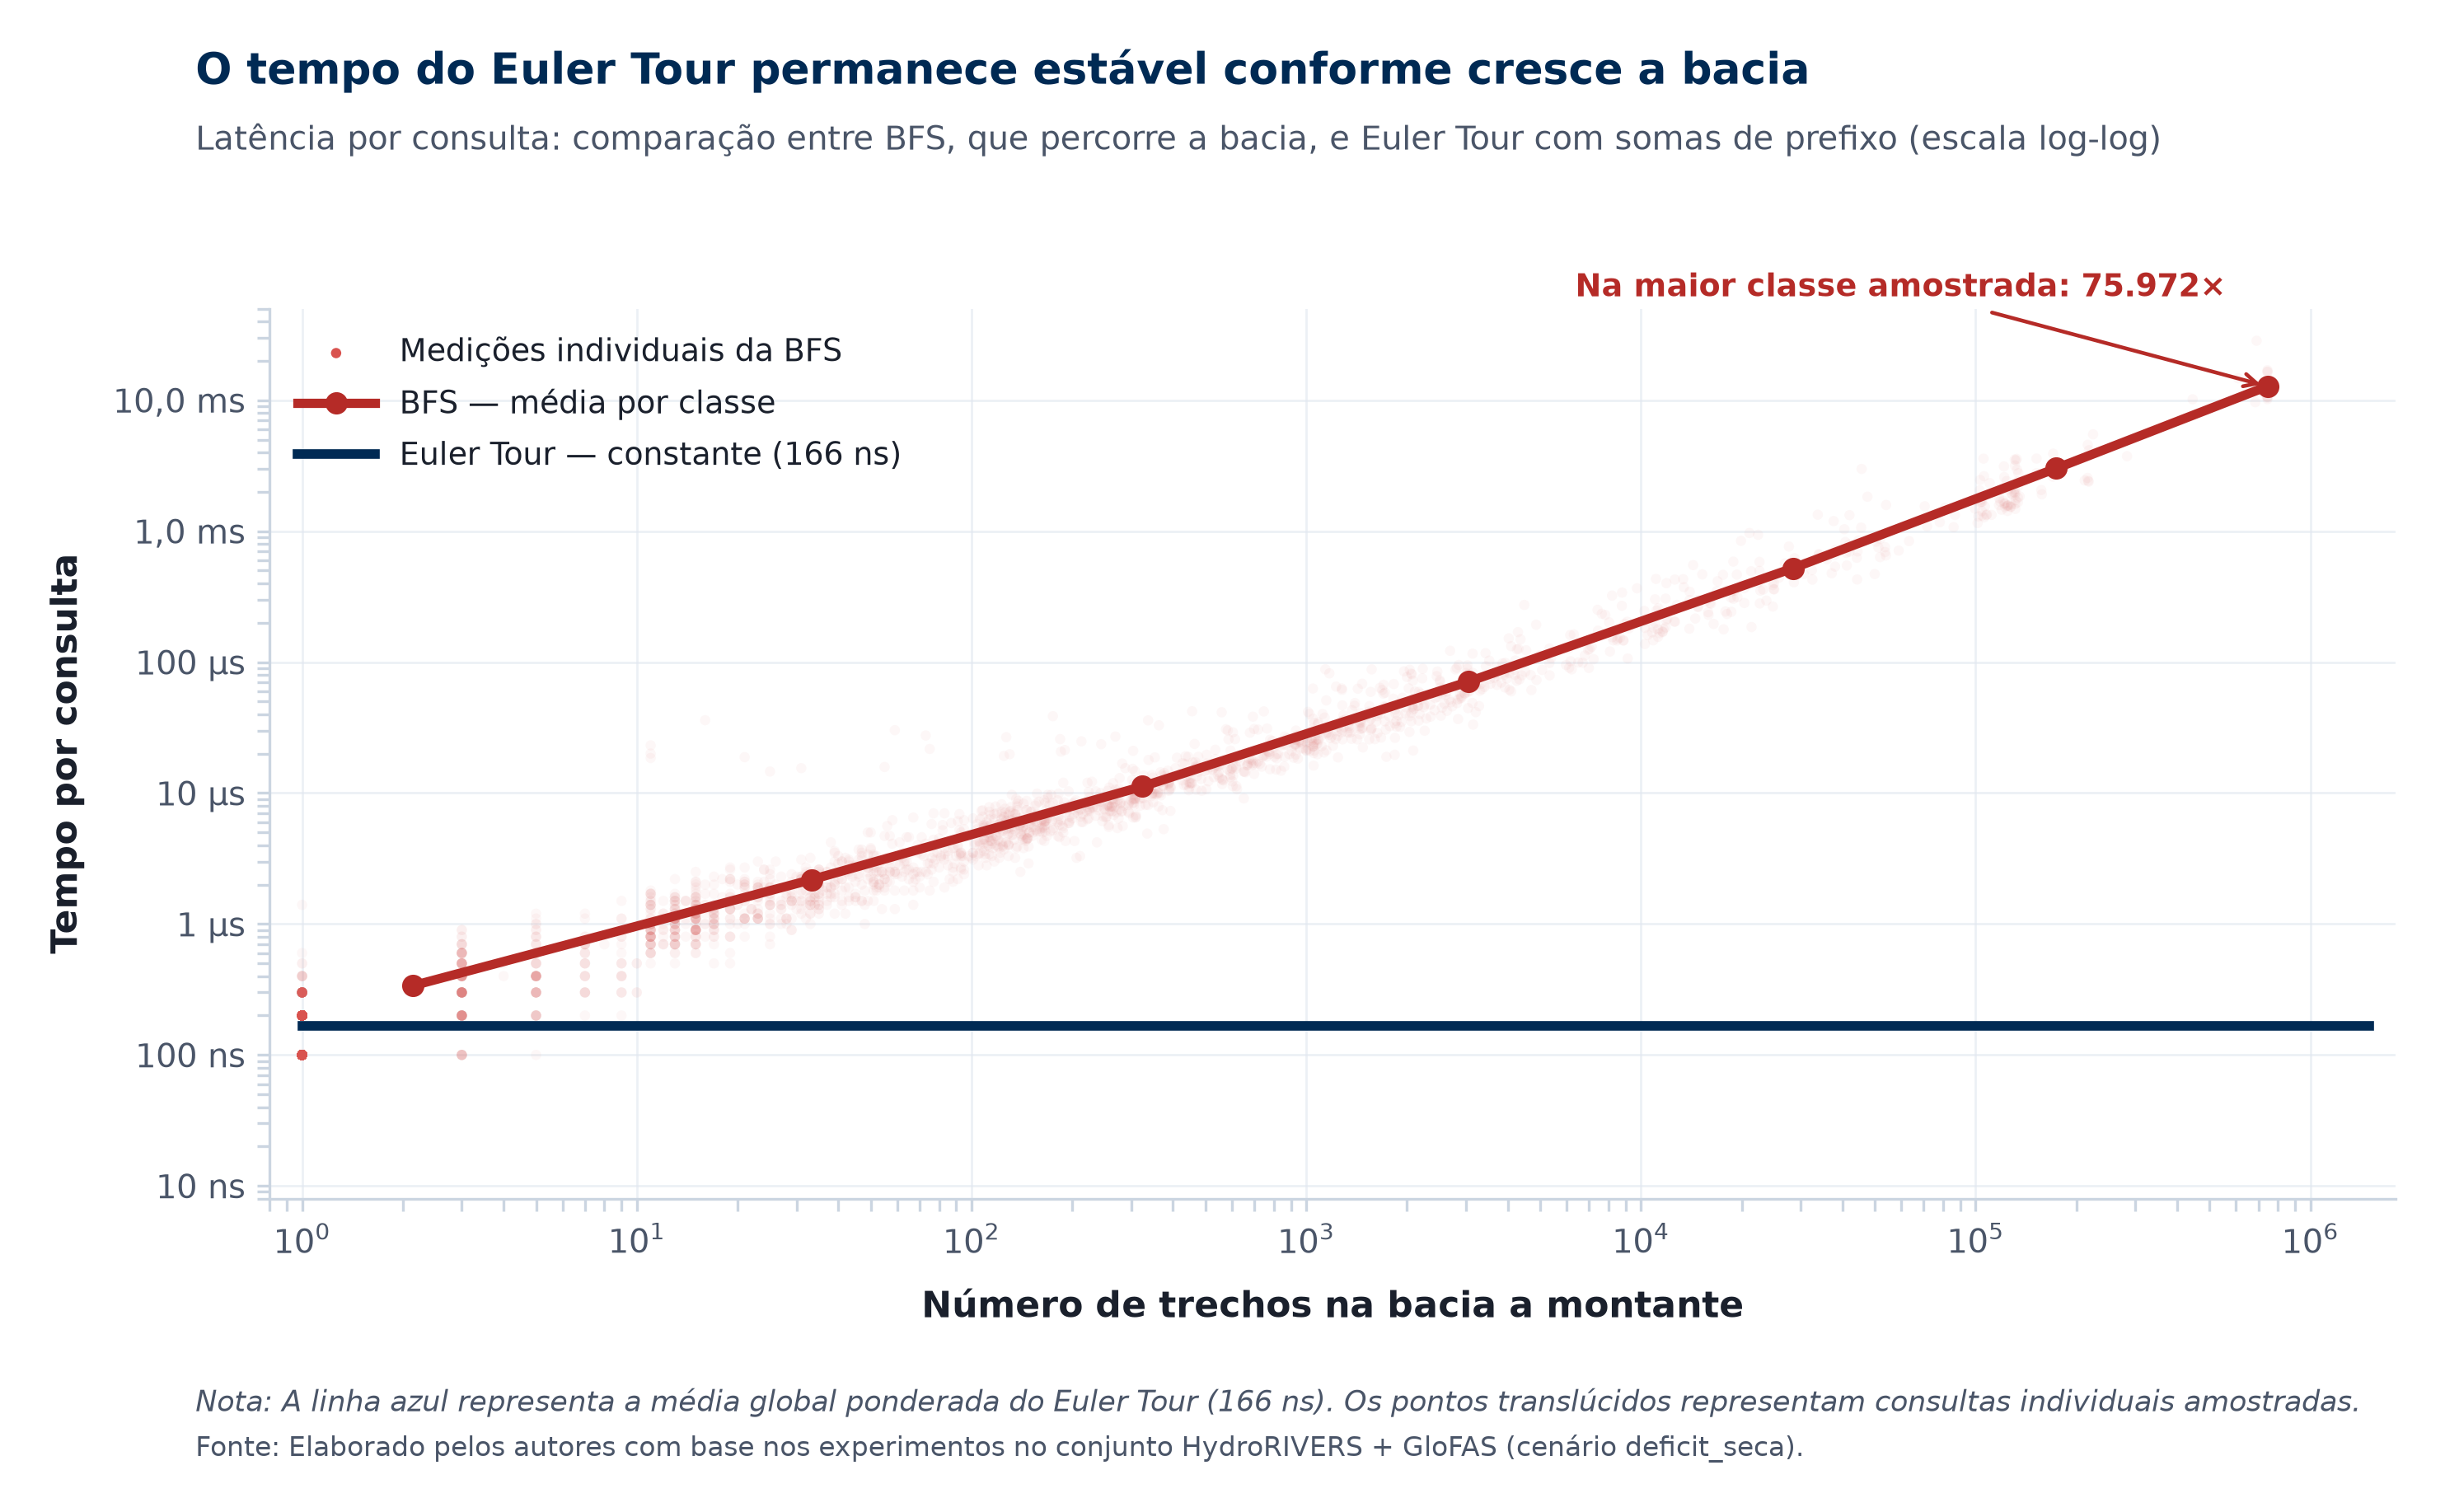 O tempo do Euler Tour permanece estável conforme cresce a bacia
Latência por consulta: comparação entre BFS, que percorre a bacia, e Euler Tour com somas de prefixo (escala log-log)
Na maior classe amostrada: 75.972×
Medições individuais da BFS
BFS — média por classe
Euler Tour — constante (166 ns)
Tempo por consulta
10,0 ms
1,0 ms
100 µs
10 µs
1 µs
100 ns
10 ns
10⁰ 10¹ 10² 10³ 10⁴ 10⁵ 10⁶
Número de trechos na bacia a montante
Nota: A linha azul representa a média global ponderada do Euler Tour (166 ns). Os pontos translúcidos representam consultas individuais amostradas.
Fonte: Elaborado pelos autores com base nos experimentos no conjunto HydroRIVERS + GloFAS (cenário deficit_seca).